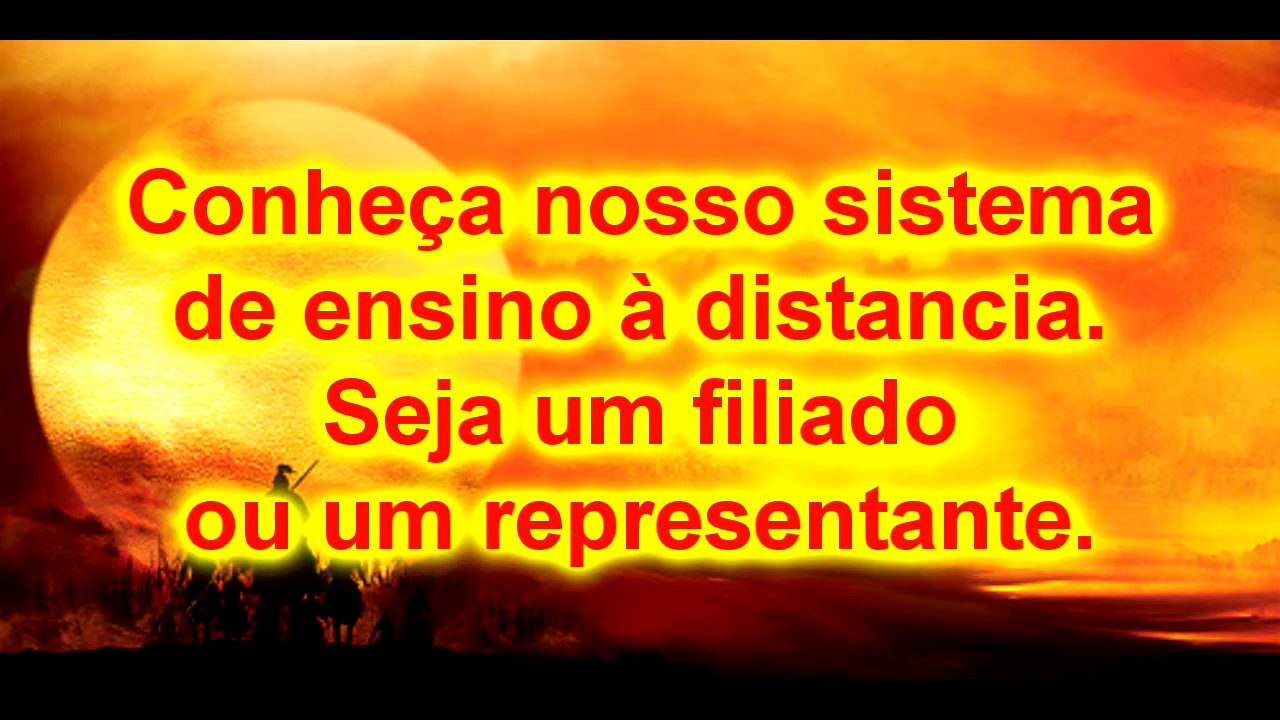 Conheça nosso sistema
de ensino à distancia.
Seja um filiado
ou um representante.